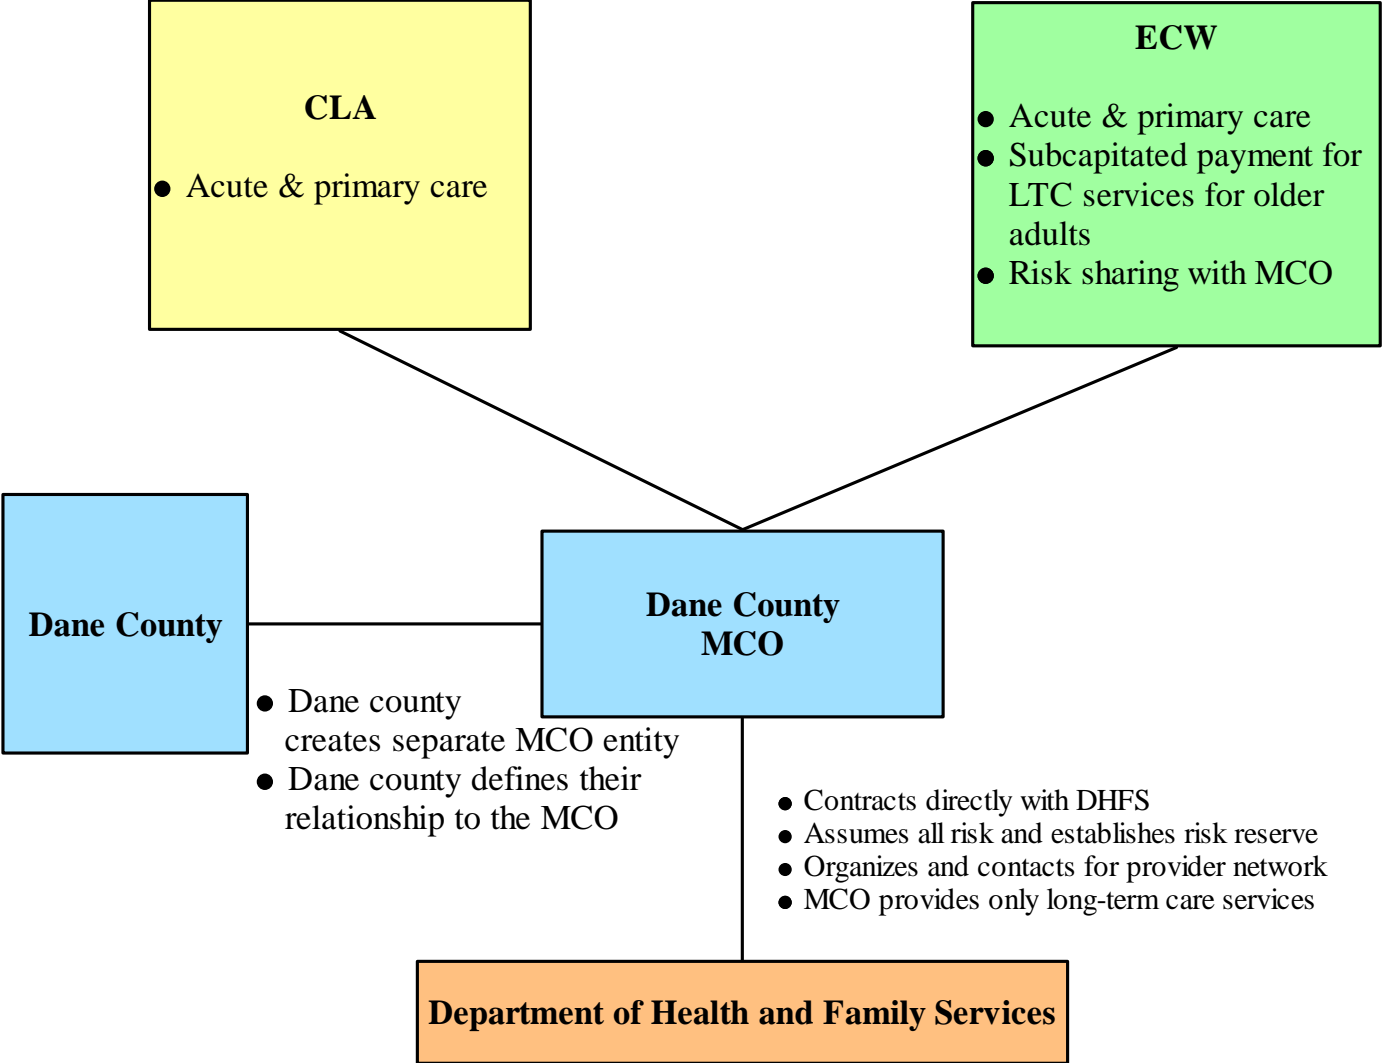 CLA
● Acute & primary care
ECW
● Acute & primary care
● Subcapitated payment for
LTC services for older
adults
● Risk sharing with MCO
Dane County
Dane County
MCO
● Dane county
creates separate MCO entity
● Dane county defines their
relationship to the MCO
● Contracts directly with DHFS
● Assumes all risk and establishes risk reserve
● Organizes and contacts for provider network
● MCO provides only long-term care services
Department of Health and Family Services